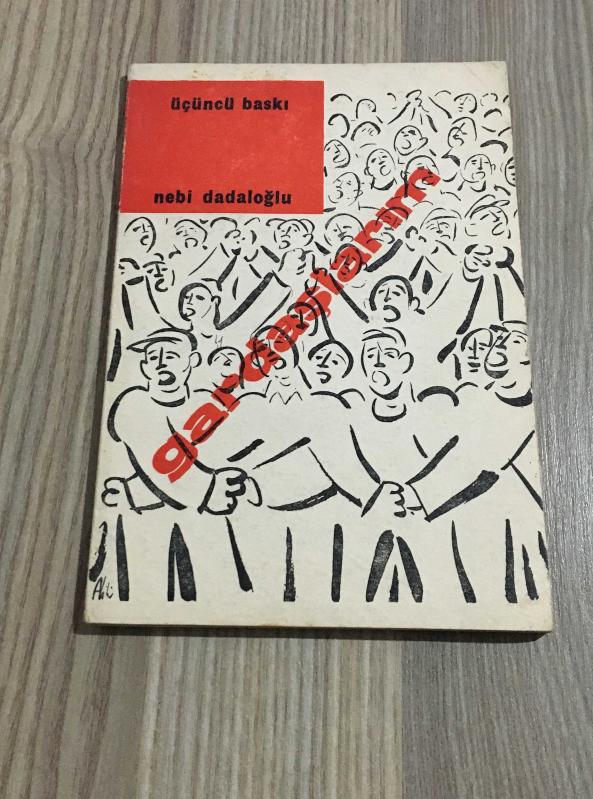 üçüncü baskı
nebi dadaloğlu
gardaşlarım